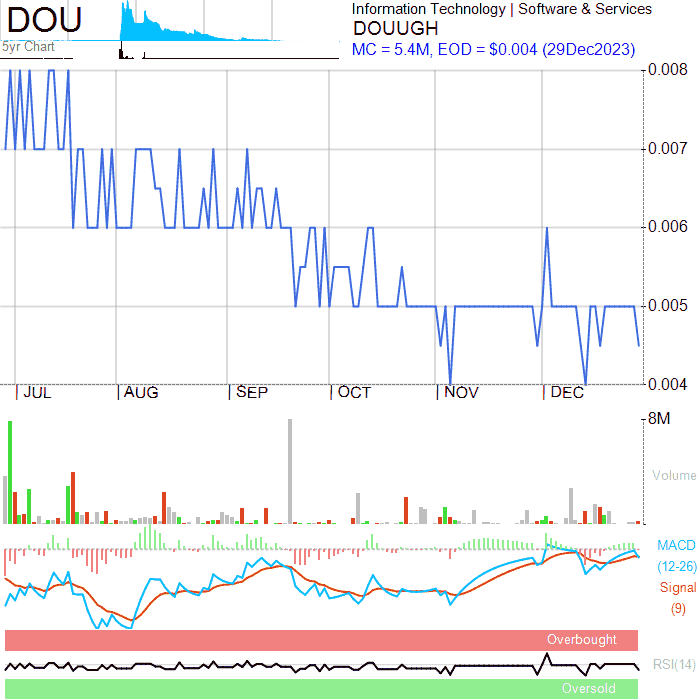 DOU
5yr Chart
Information Technology | Software & Services
DOUUGH
MC = 5.4M, EOD = $0.004 (29Dec2023)
0.008
0.007
0.006
0.005
0.004
JUL
AUG
SEP
OCT
NOV
DEC
8M
Volume
MACD
(12-26)
Signal
(9)
Overbought
RSI(14)
Oversold